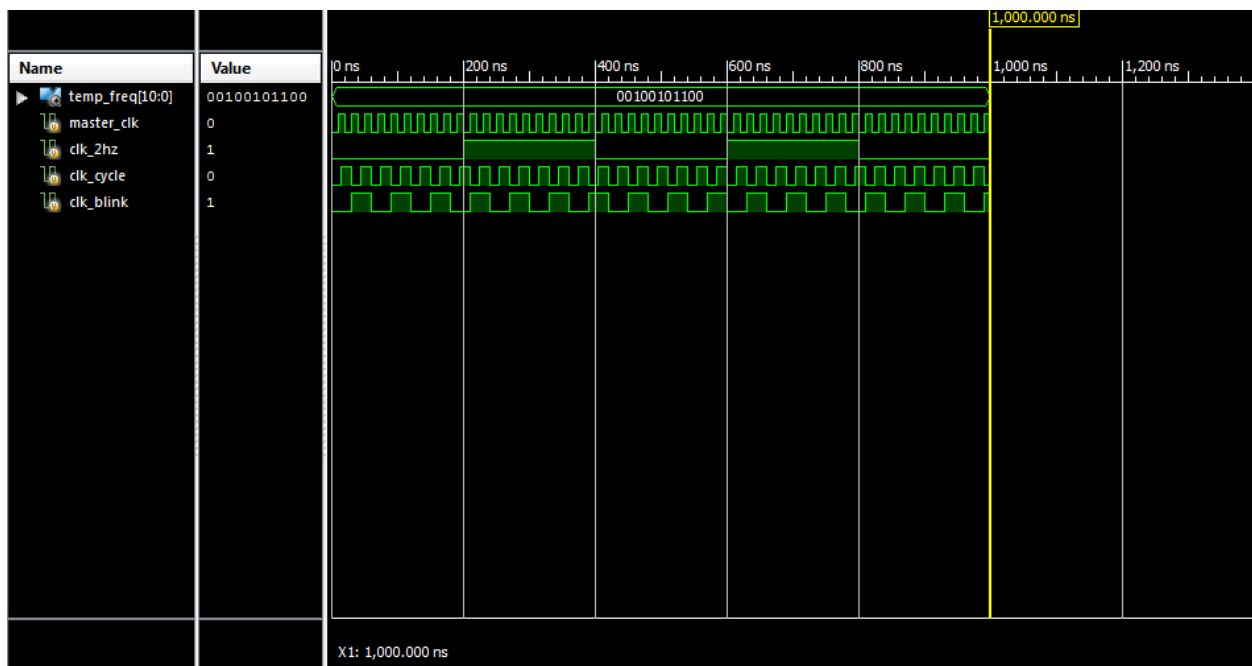 1,000.000 ns
Name Value 0 ns 200 ns 400 ns 600 ns 800 ns 1,000 ns 1,200 ns
temp_freq[10:0] 00100101100 00100101100
master_clk 0
clk_2hz 1
clk_cycle 0
clk_blink 1
X1: 1,000.000 ns